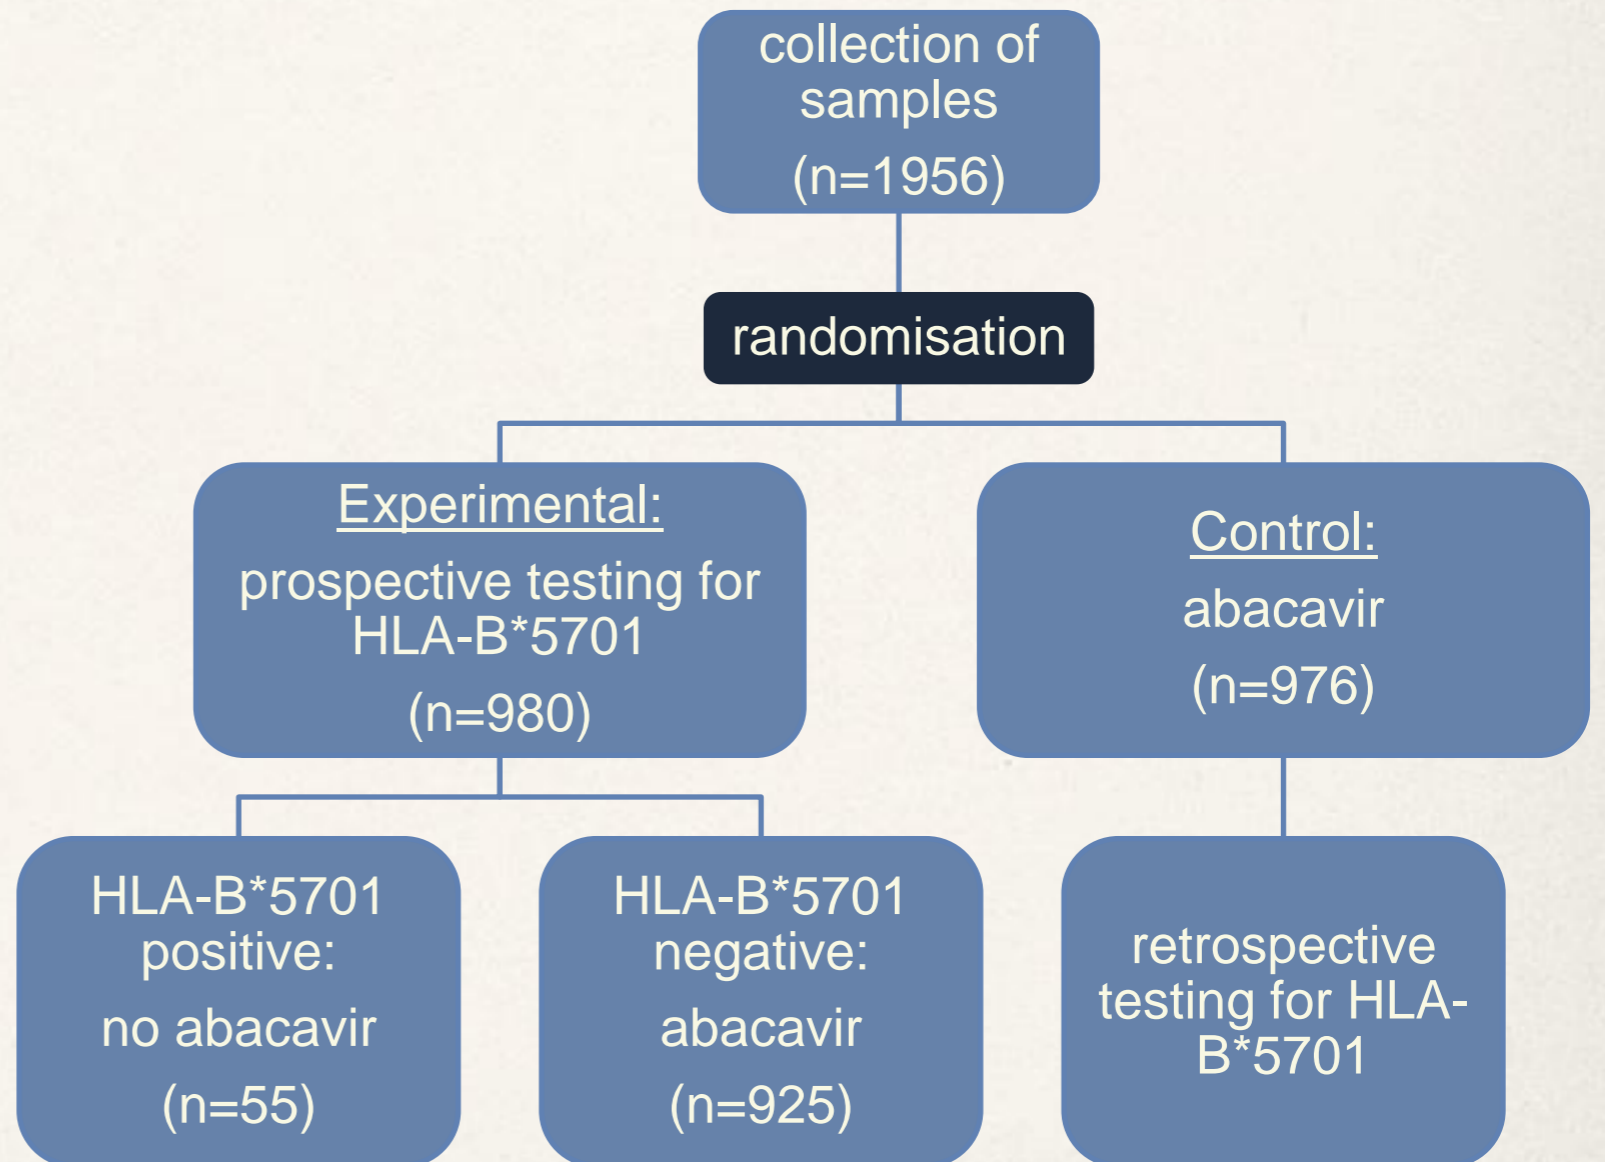 collection of
samples
(n=1956)
randomisation
Experimental:
prospective testing for
HLA-B*5701
(n=980)
Control:
abacavir
(n=976)
HLA-B*5701
positive:
no abacavir
(n=55)
HLA-B*5701
negative:
abacavir
(n=925)
retrospective
testing for HLA-
B*5701